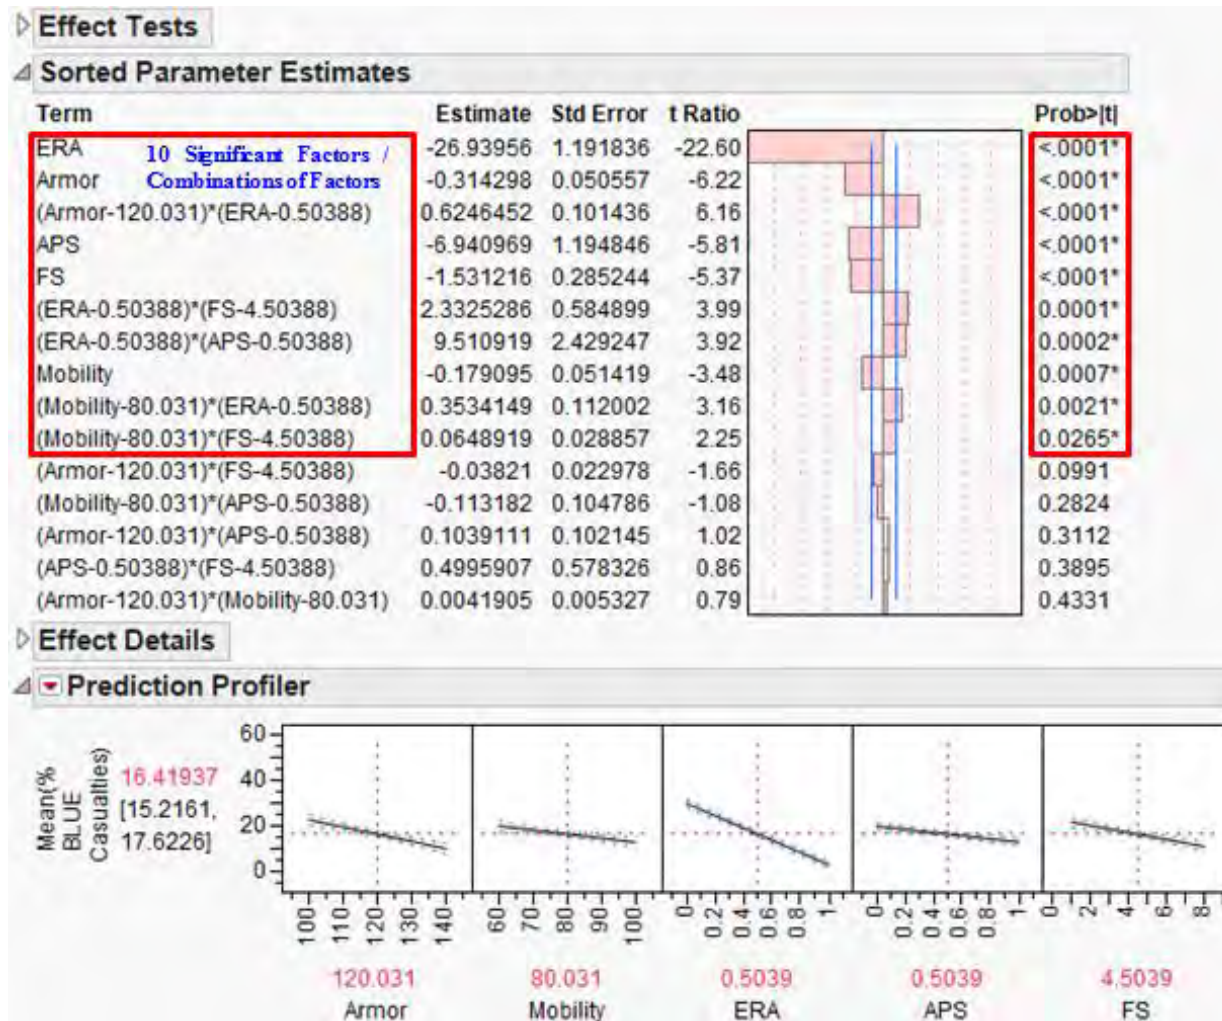 Effect Tests
Sorted Parameter Estimates
Term Estimate Std Error t Ratio Prob>|t|
ERA -26.93956 1.191836 -22.60 <.0001*
10 Significant Factors /
Armor -0.314298 0.050557 -6.22 <.0001*
Combinations of Factors
(Armor-120.031)*(ERA-0.50388) 0.6246452 0.101436 6.16 <.0001*
APS -6.940969 1.194846 -5.81 <.0001*
FS -1.531216 0.285244 -5.37 <.0001*
(ERA-0.50388)*(FS-4.50388) 2.3325286 0.584899 3.99 0.0001*
(ERA-0.50388)*(APS-0.50388) 9.510919 2.429247 3.92 0.0002*
Mobility -0.179095 0.051419 -3.48 0.0007*
(Mobility-80.031)*(ERA-0.50388) 0.3534149 0.112002 3.16 0.0021*
(Mobility-80.031)*(FS-4.50388) 0.0648919 0.028857 2.25 0.0265*
(Armor-120.031)*(FS-4.50388) -0.03821 0.022978 -1.66 0.0991
(Mobility-80.031)*(APS-0.50388) -0.113182 0.104786 -1.08 0.2824
(Armor-120.031)*(APS-0.50388) 0.1039111 0.102145 1.02 0.3112
(APS-0.50388)*(FS-4.50388) 0.4995907 0.578326 0.86 0.3895
(Armor-120.031)*(Mobility-80.031) 0.0041905 0.005327 0.79 0.4331
Effect Details
Prediction Profiler
Mean(%
BLUE
Casualties)
16.41937
[15.2161,
17.6226]
60
40
20
0
100 110 120 130 140 60 70 80 90 100 0 0.2 0.4 0.6 0.8 1 0 0.2 0.4 0.6 0.8 1 0 2 4 6 8
120.031 80.031 0.5039 0.5039 4.5039
Armor Mobility ERA APS FS